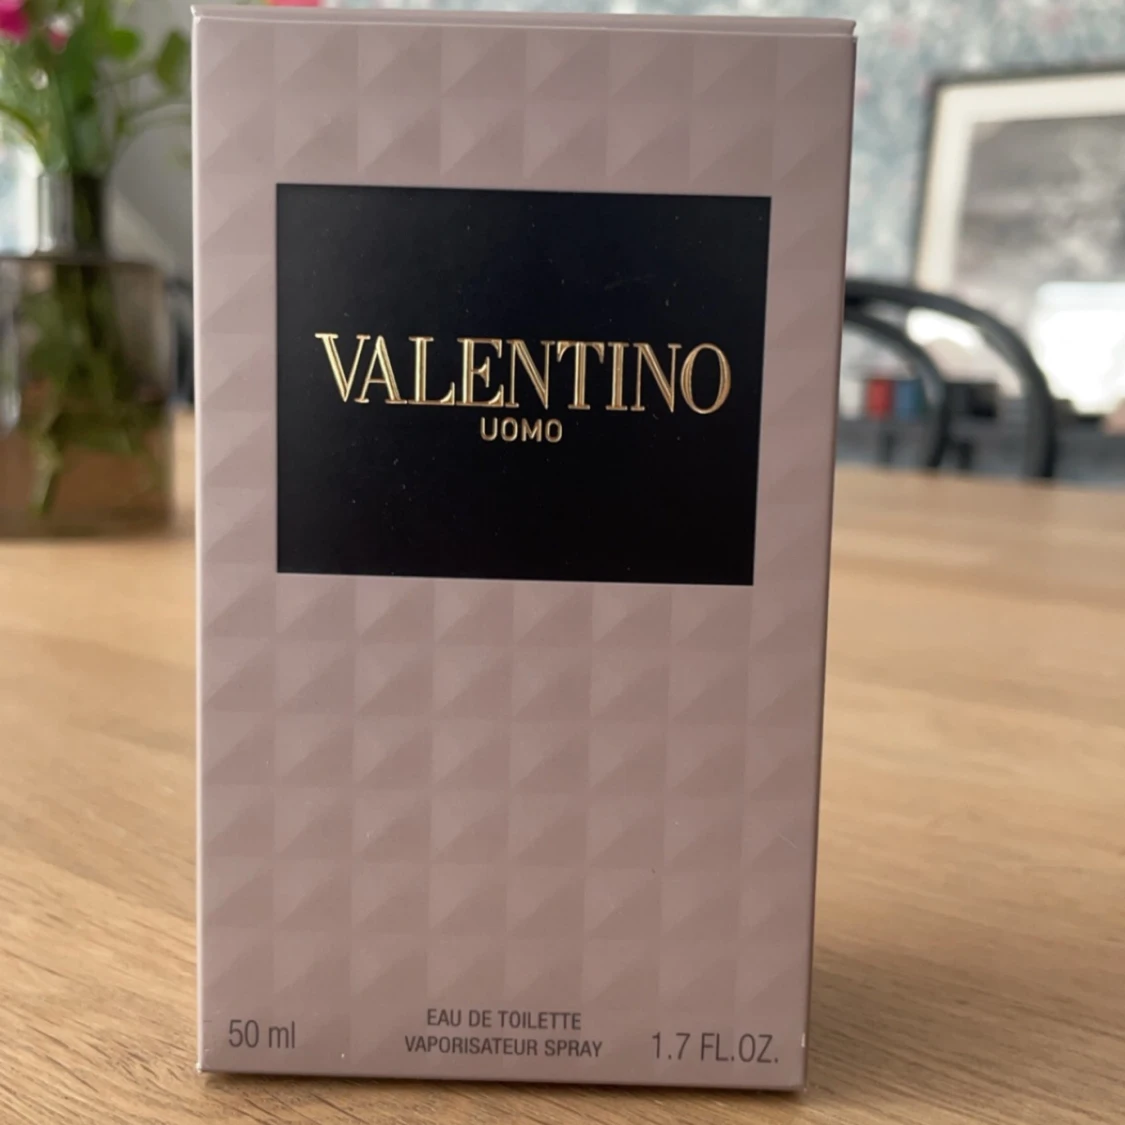 VALENTINO
UOMO
50 ml
EAU DE TOILETTE
VAPORISATEUR SPRAY
1.7 FL.OZ.